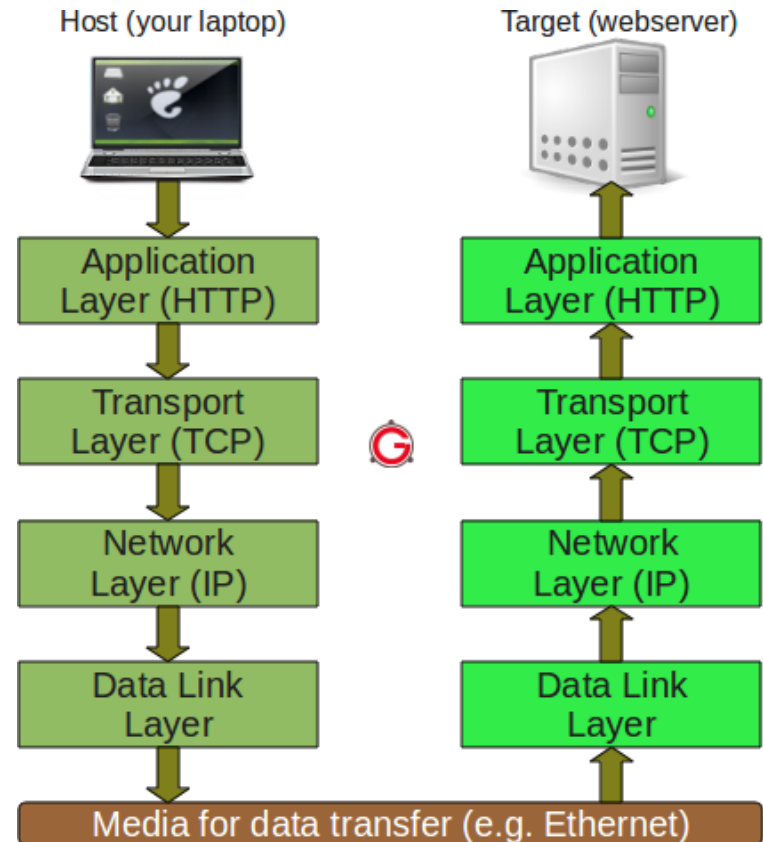 Host (your laptop)
Target (webserver)
Application
Layer (HTTP)
Transport
Layer (TCP)
Network
Layer (IP)
Data Link
Layer
Application
Layer (HTTP)
Transport
Layer (TCP)
Network
Layer (IP)
Data Link
Layer
G
Media for data transfer (e.g. Ethernet)